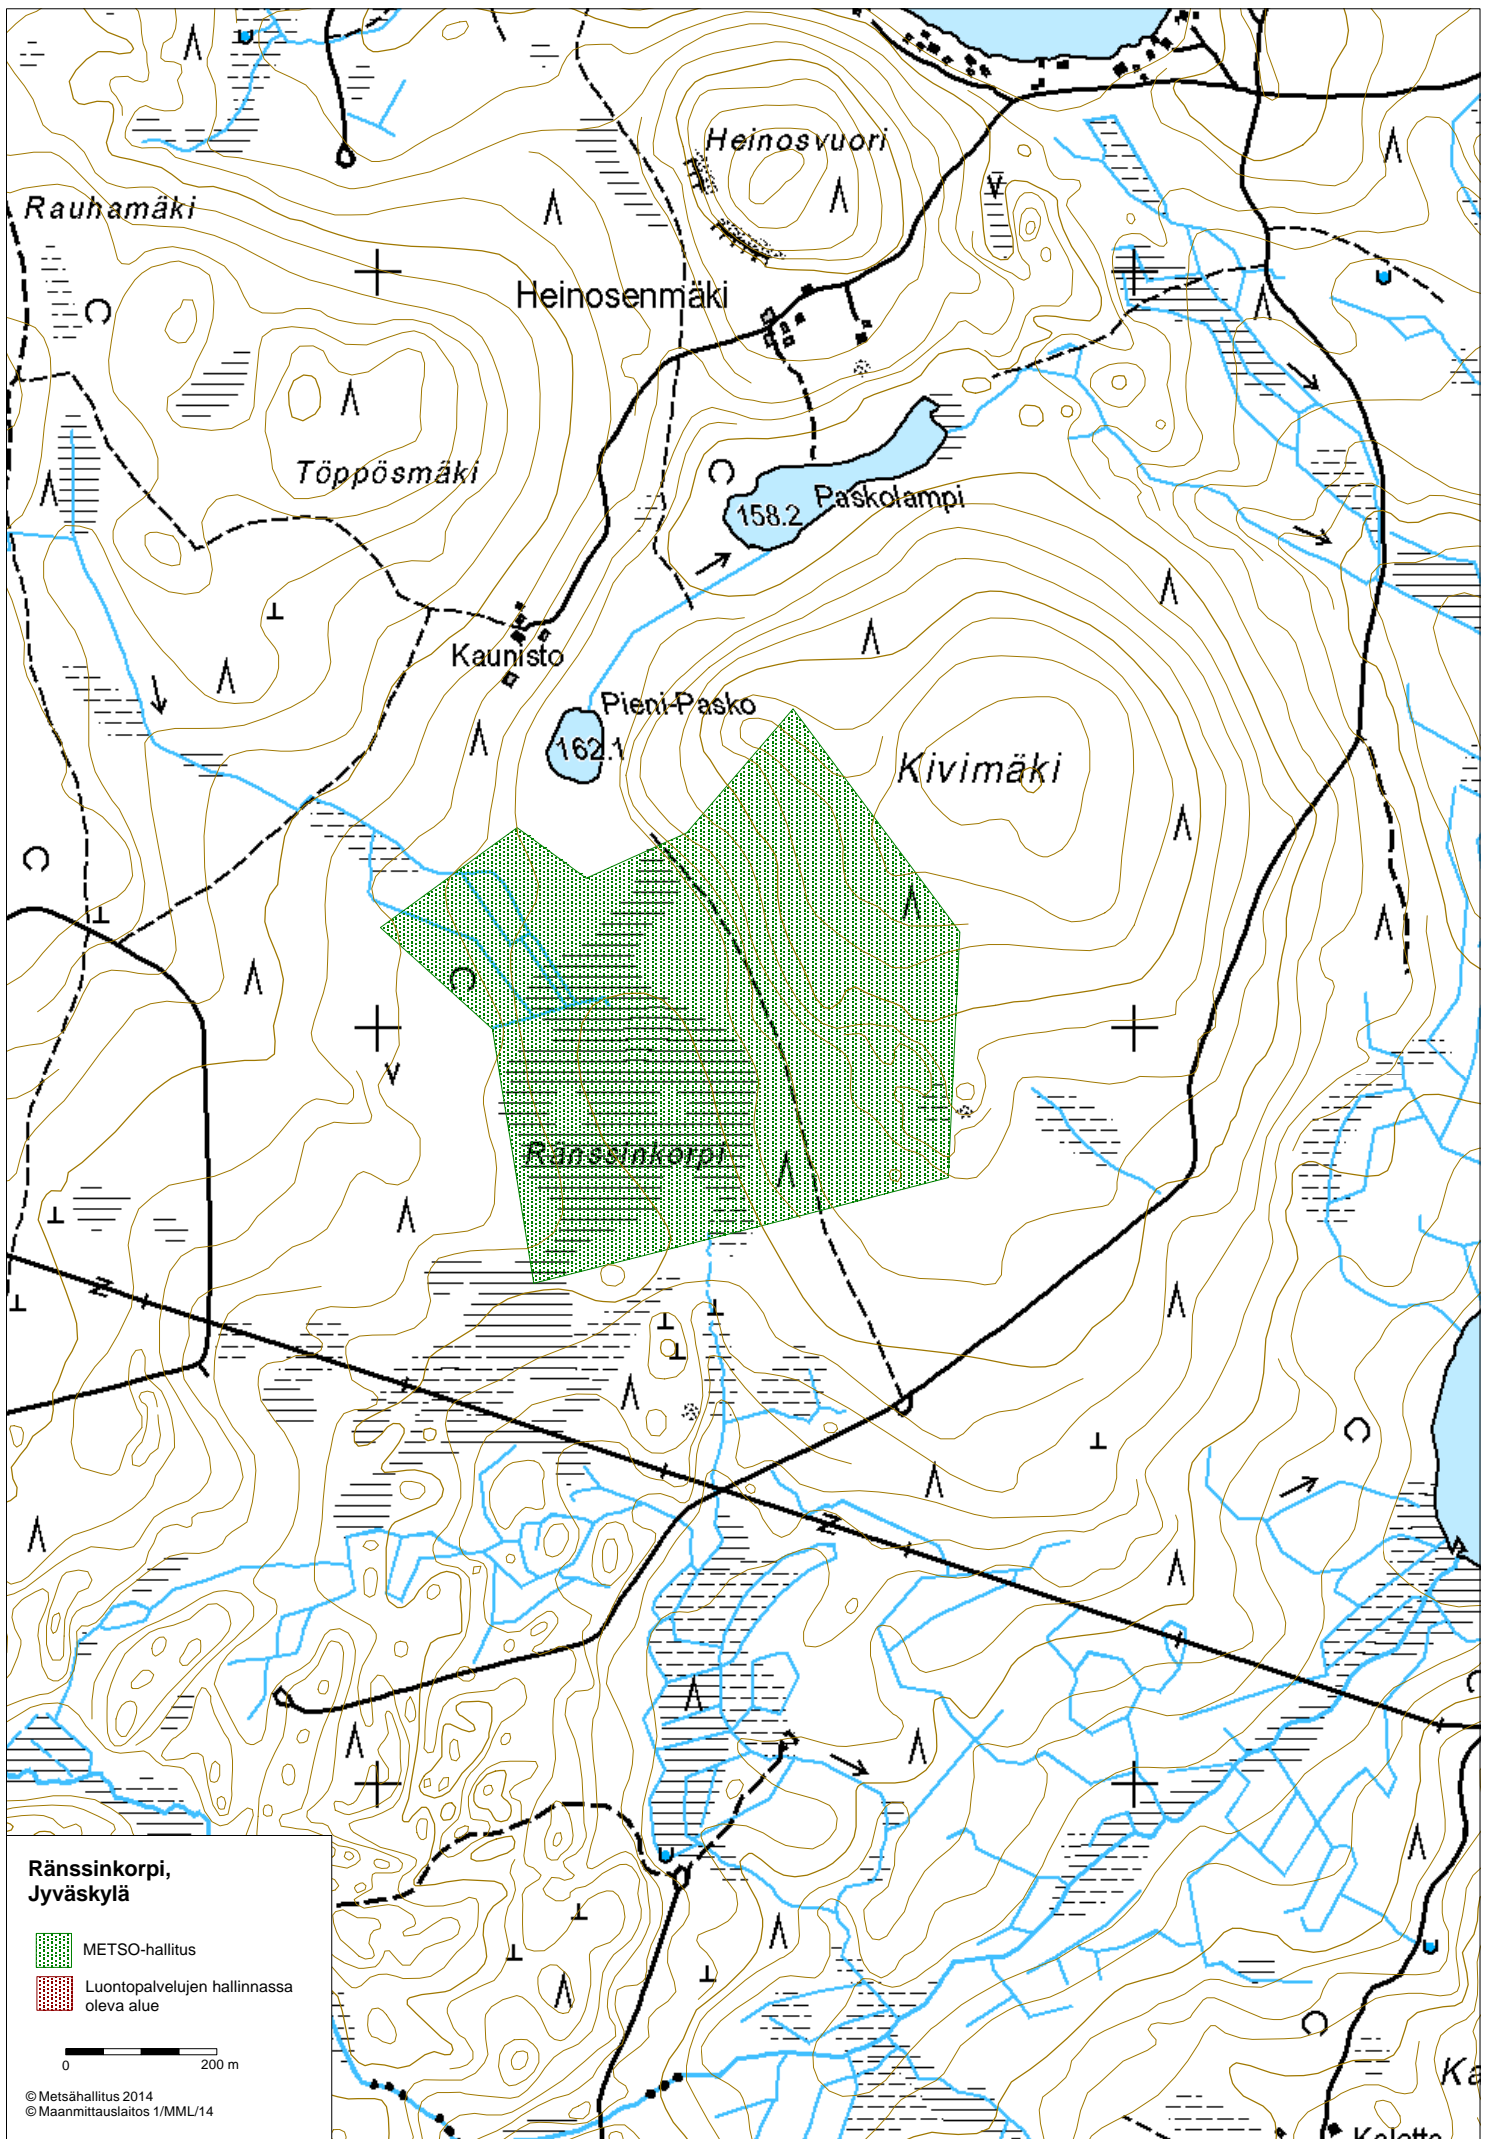 Heinosvuori
Rauhamäki
Heinosenmäki
Töppösmäki
Paskolampi
158.2
Kaunisto
Pieni-Pasko
162.1
Kivimäki
Ränssinkorpi
Ränssinkorpi,
Jyväskylä
METSO-hallitus
Luontopalvelujen hallinnassa
oleva alue
0 200 m
© Metsähallitus 2014
© Maanmittauslaitos 1/MML/14
Ka